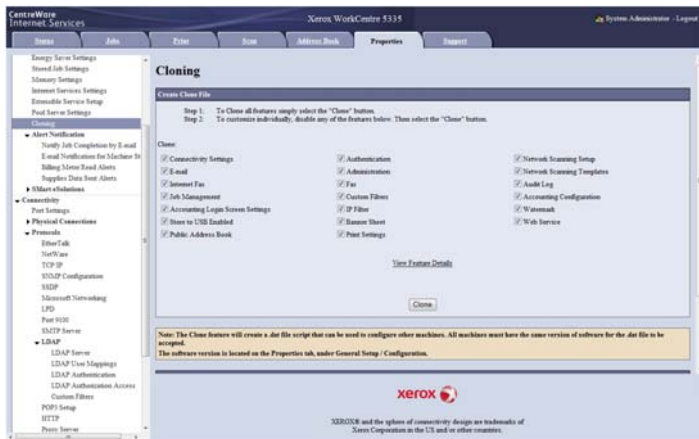 CentreWare
Internet Services
Xerox WorkCentre 5335
System Administrator - Logout
Status
Jobs
Print
Scan
Address Book
Properties
Support
Energy Saver Settings
Stored Job Settings
Memory Settings
Internet Services Settings
Extensible Service Setup
Pool Server Settings
Cloning
Alert Notification
Notify Job Completion by E-mail
E-mail Notification for Machine St
Billing Meter Read Alerts
Supplies Data Sent Alerts
SMart eSolutions
Connectivity
Port Settings
Physical Connections
Protocols
EtherTalk
NetWare
TCP/IP
SNMP Configuration
SSDP
Microsoft Networking
LPD
Port 9100
SMTP Server
LDAP
LDAP Server
LDAP User Mappings
LDAP Authentication
LDAP Authorization Access
Custom Filters
POP3 Setup
HTTP
Proxy Server
Cloning
Create Clone File
Step 1: To Clone all features simply select the "Clone" button.
Step 2: To customize individually, disable any of the features below. Then select the "Clone" button.
Clone:
Connectivity Settings
Authentication
Network Scanning Setup
E-mail
Administration
Network Scanning Templates
Internet Fax
Fax
Audit Log
Job Management
Custom Filters
Accounting Configuration
Accounting Login Screen Settings
IP Filter
Watermark
Store to USB Enabled
Banner Sheet
Web Service
Public Address Book
Print Settings
View Feature Details
Clone
Note: The Clone feature will create a .dat file script that can be used to configure other machines. All machines must have the same version of software for the .dat file to be
accepted.
The software version is located on the Properties tab, under General Setup / Configuration.
xerox
XEROX® and the sphere of connectivity design are trademarks of
Xerox Corporation in the US and/or other countries.